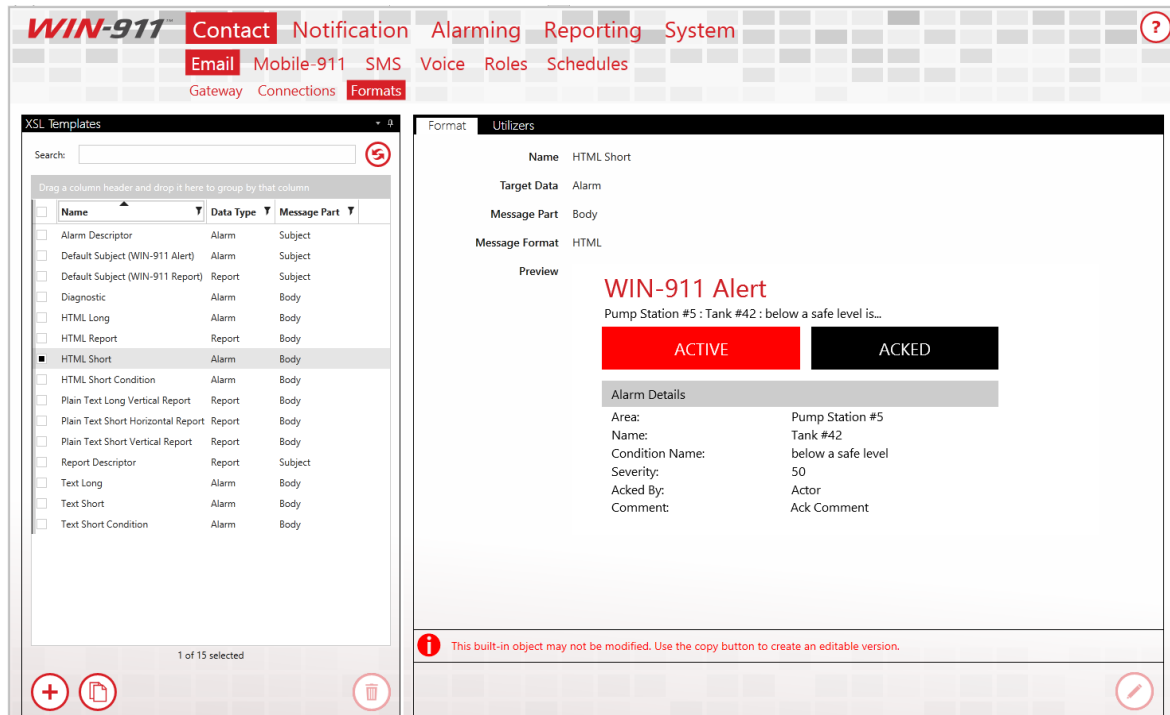 WIN-911™ Contact Notification Alarming Reporting System ?
Email Mobile-911 SMS Voice Roles Schedules
Gateway Connections Formats
XSL Templates
Search:
Drag a column header and drop it here to group by that column
Name Data Type Message Part
Alarm Descriptor Alarm Subject
Default Subject (WIN-911 Alert) Alarm Subject
Default Subject (WIN-911 Report) Report Subject
Diagnostic Alarm Body
HTML Long Alarm Body
HTML Report Report Body
HTML Short Alarm Body
HTML Short Condition Alarm Body
Plain Text Long Vertical Report Report Body
Plain Text Short Horizontal Report Report Body
Plain Text Short Vertical Report Report Body
Report Descriptor Report Subject
Text Long Alarm Body
Text Short Alarm Body
Text Short Condition Alarm Body
1 of 15 selected
Format Utilizers
Name HTML Short
Target Data Alarm
Message Part Body
Message Format HTML
Preview
WIN-911 Alert
Pump Station #5 : Tank #42 : below a safe level is...
ACTIVE ACKED
Alarm Details
Area: Pump Station #5
Name: Tank #42
Condition Name: below a safe level
Severity: 50
Acked By: Actor
Comment: Ack Comment
This built-in object may not be modified. Use the copy button to create an editable version.